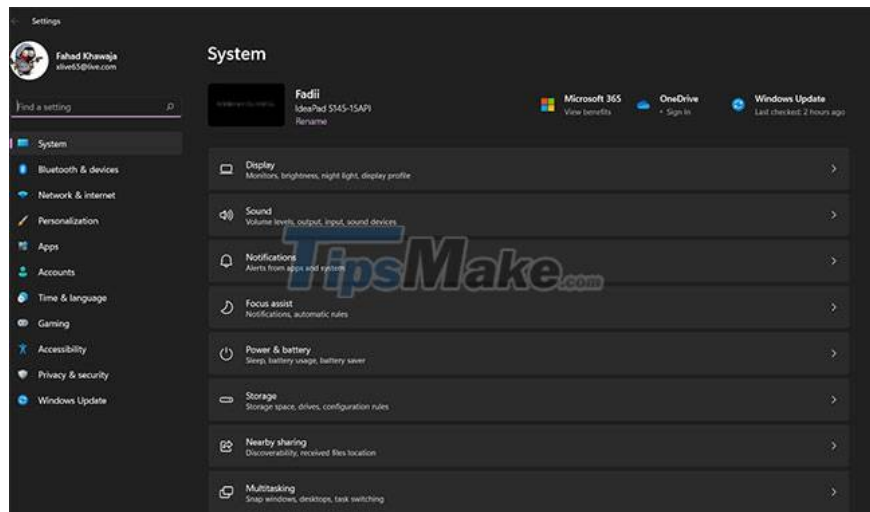 Settings
Fahad Khawaja
xlive65@live.com
Find a setting
System
Bluetooth & devices
Network & internet
Personalization
Apps
Accounts
Time & language
Gaming
Accessibility
Privacy & security
Windows Update
System
Fadii
IdeaPad S145-15API
Rename
Microsoft 365
View benefits
OneDrive
• Sign In
Windows Update
Last checked: 2 hours ago
Display
Monitors, brightness, night light, display profile
Sound
Volume levels, output, input, sound devices
Notifications
Alerts from apps and system
TipsMake.com
Focus assist
Notifications, automatic rules
Power & battery
Sleep, battery usage, battery saver
Storage
Storage space, drives, configuration rules
Nearby sharing
Discoverability, received files location
Multitasking
Snap windows, desktops, task switching